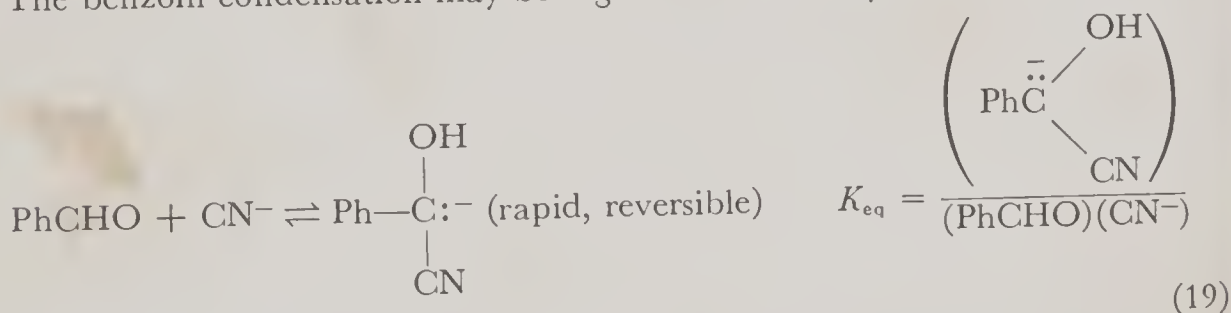 OH
PhC̈⁻
CN
OH
PhCHO + CN⁻ ⇌ Ph—C:⁻ (rapid, reversible) K_eq = (PhCHO)(CN⁻)
CN
(19)